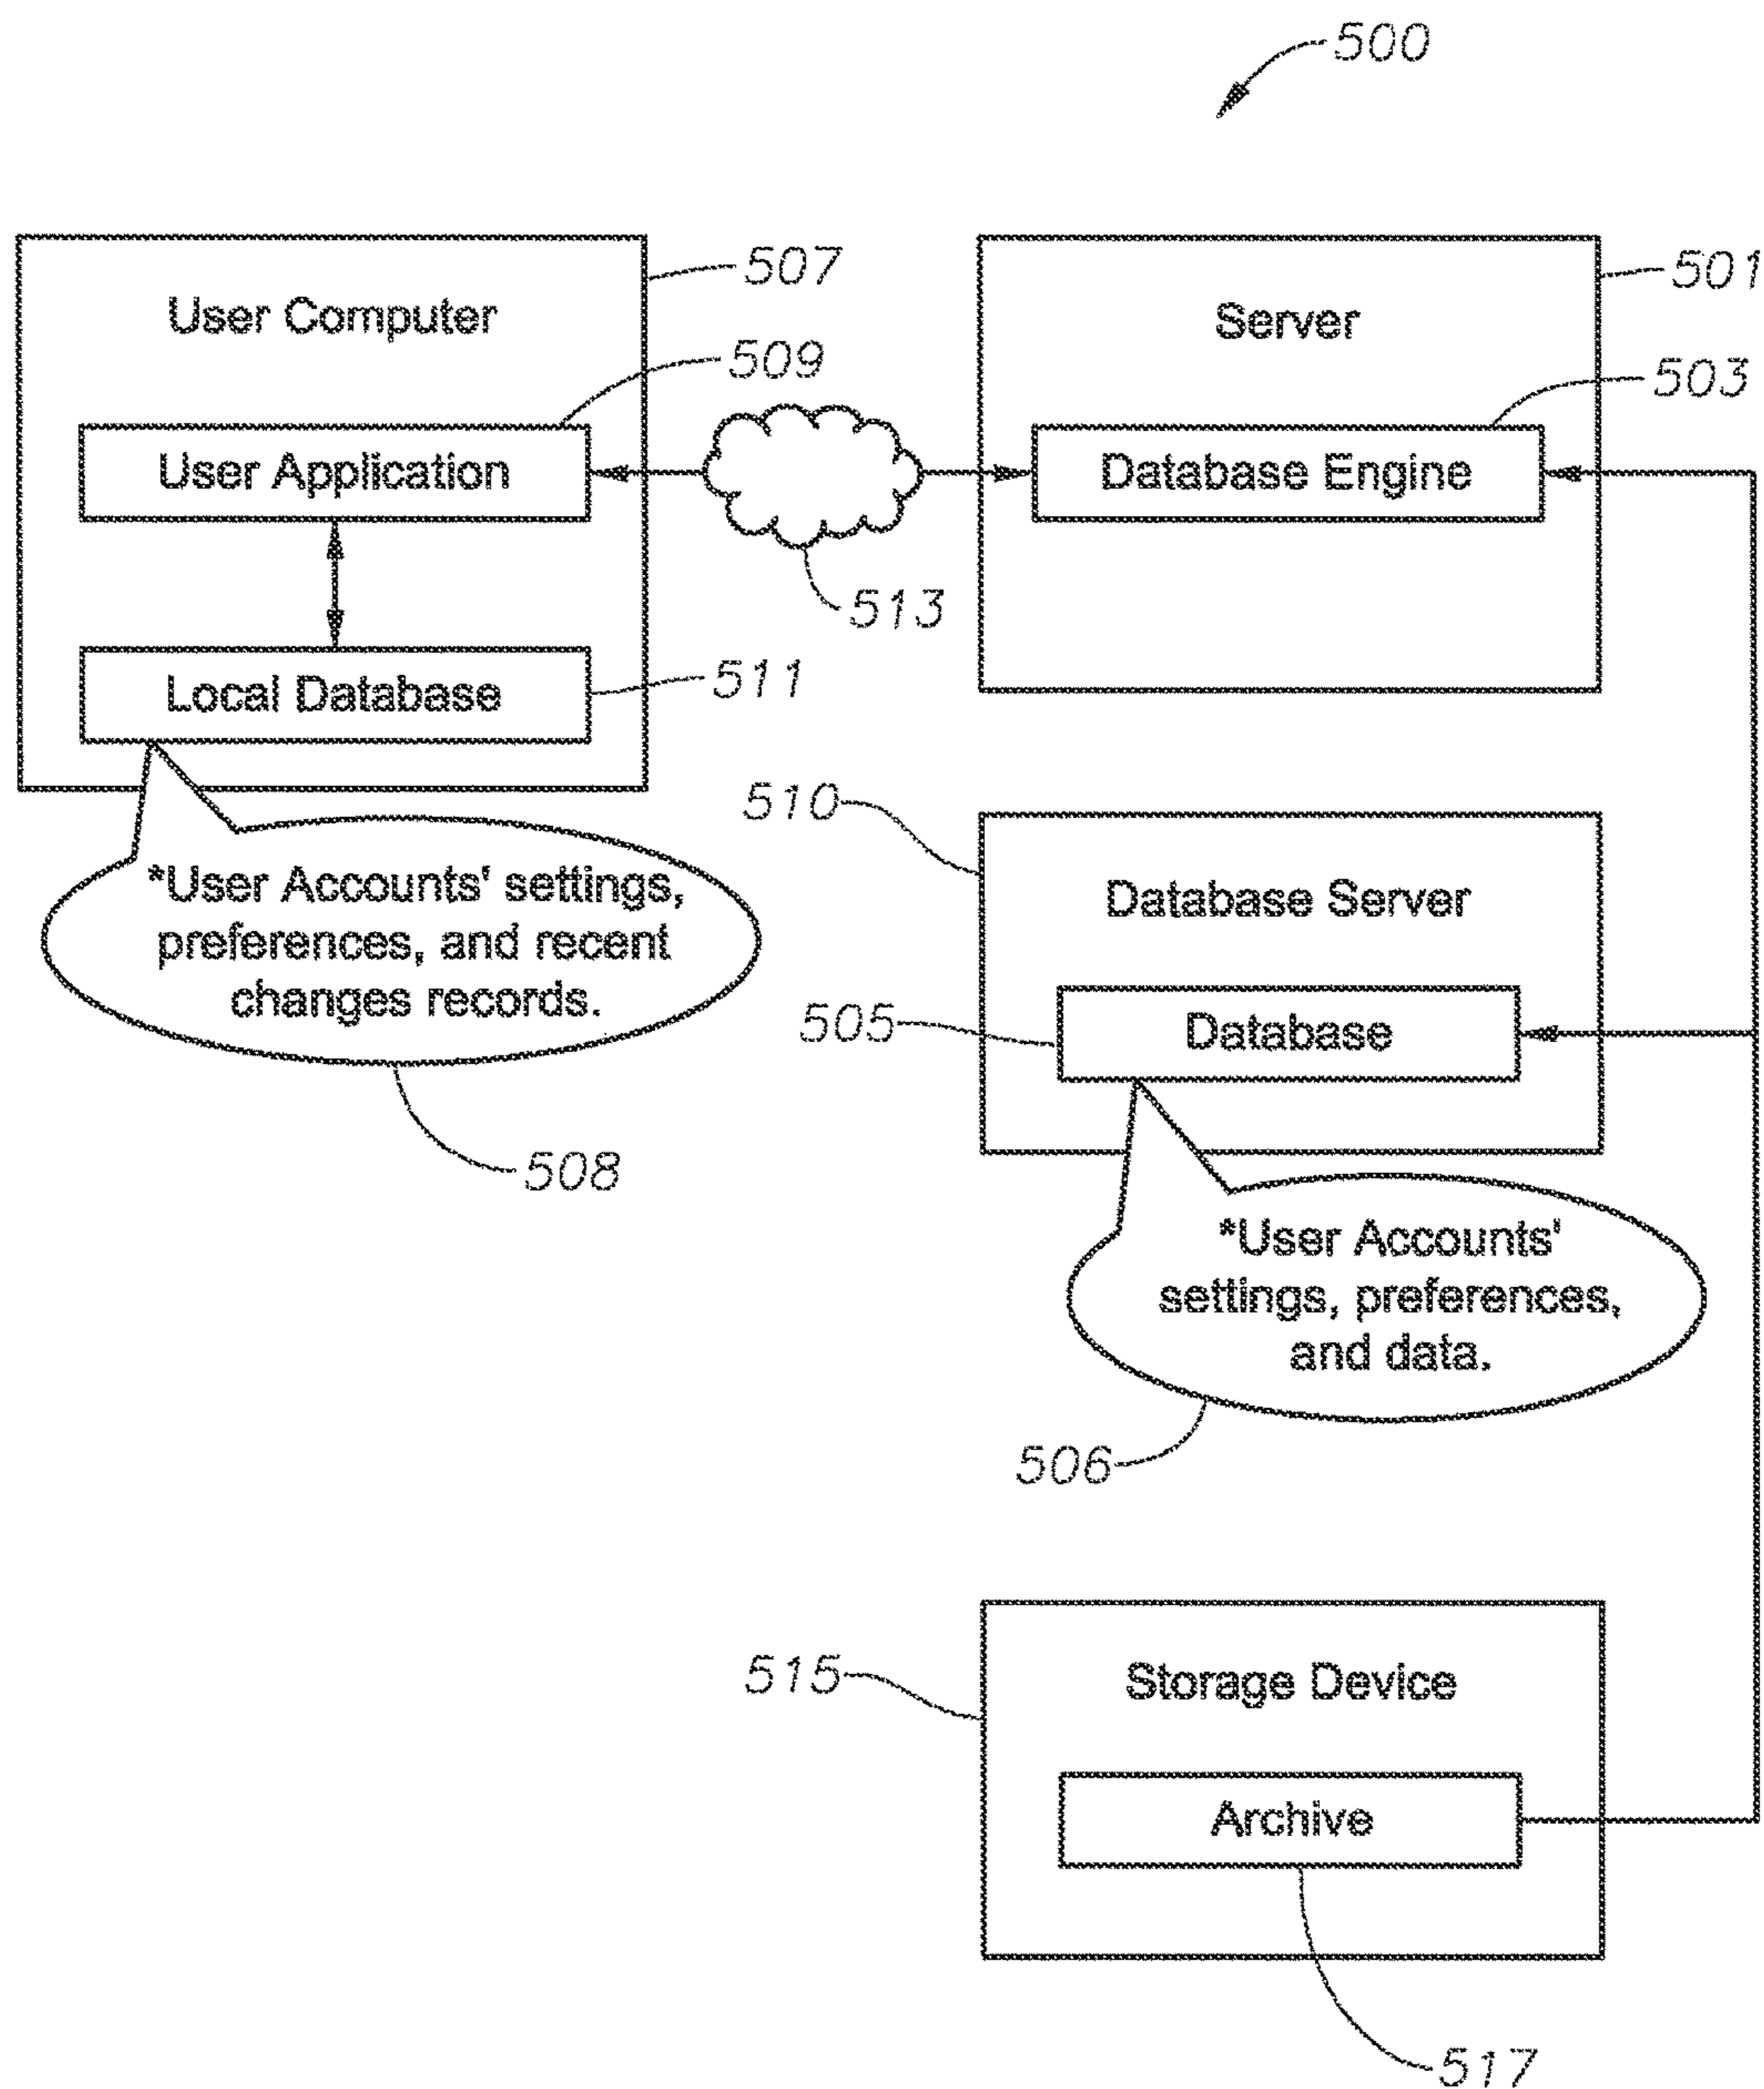 500
507
501
User Computer
Server
509
503
User Application
Database Engine
513
Local Database
511
510
*User Accounts' settings,
preferences, and recent
changes records.
Database Server
505
Database
508
*User Accounts'
settings, preferences,
and data.
506
515
Storage Device
Archive
517